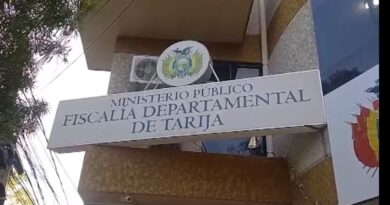 MINISTERIO PÚBLICO
FISCALÍA DEPARTAMENTAL
DE TARIJA